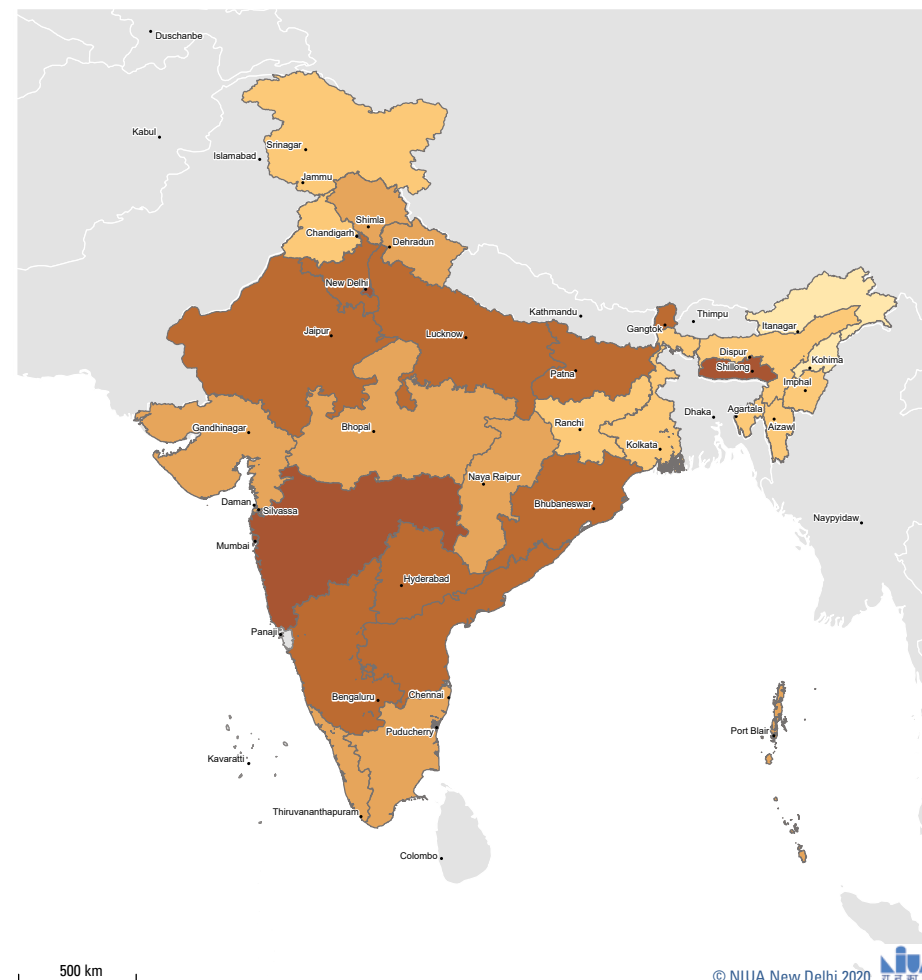 Duschanbe
Kabul
Srinagar
Islamabad
Jammu
Shimla
Chandigarh
Dehradun
New Delhi
Kathmandu
Thimpu
Gangtok
Itanagar
Jaipur
Lucknow
Dispur
Kohima
Shillong
Patna
Imphal
Dhaka
Agartala
Ranchi
Aizawl
Gandhinagar
Bhopal
Kolkata
Naya Raipur
Daman
Silvassa
Bhubaneswar
Naypyidaw
Mumbai
Hyderabad
Panaji
Bengaluru
Chennai
Puducherry
Port Blair
Kavaratti
Thiruvananthapuram
Colombo
500 km
© NIUA New Delhi 2020